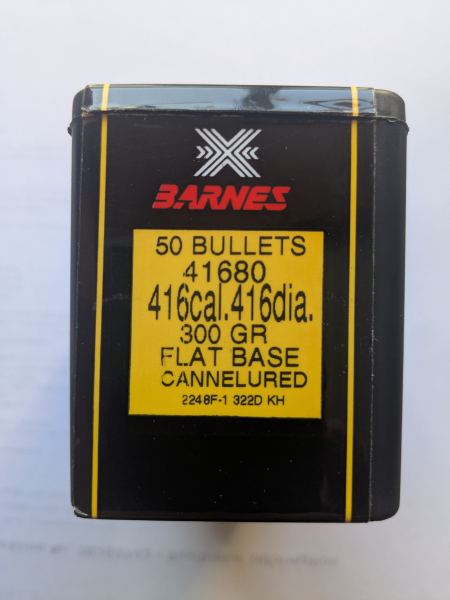 BARNES
50 BULLETS
41680
416cal.416dia.
300 GR
FLAT BASE
CANNELURED
2248F-1 322D KH